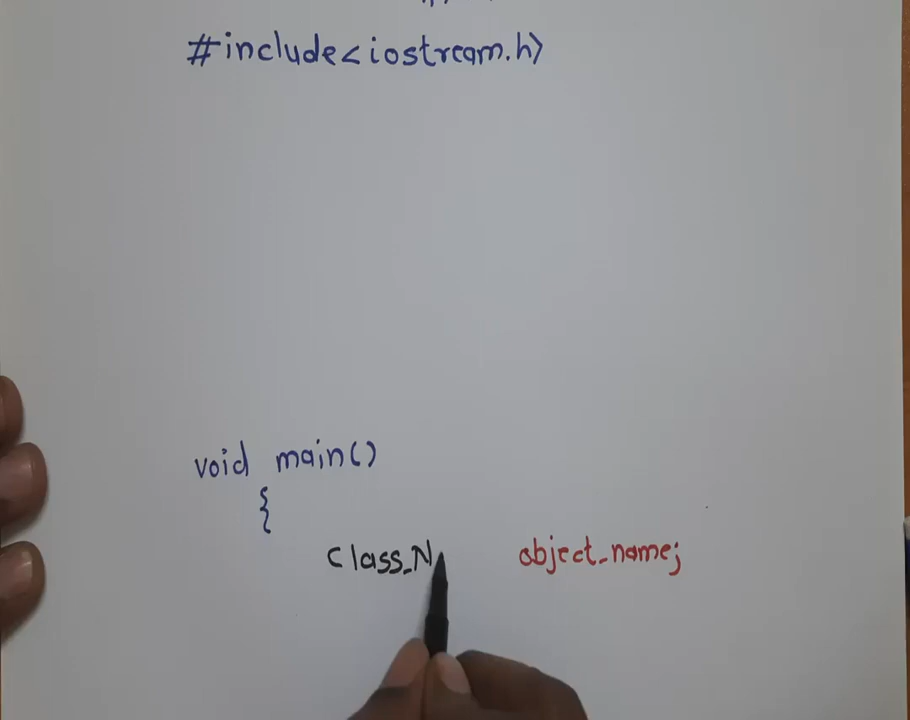 #include<iostream.h>
void main()
{
class_N object_name;